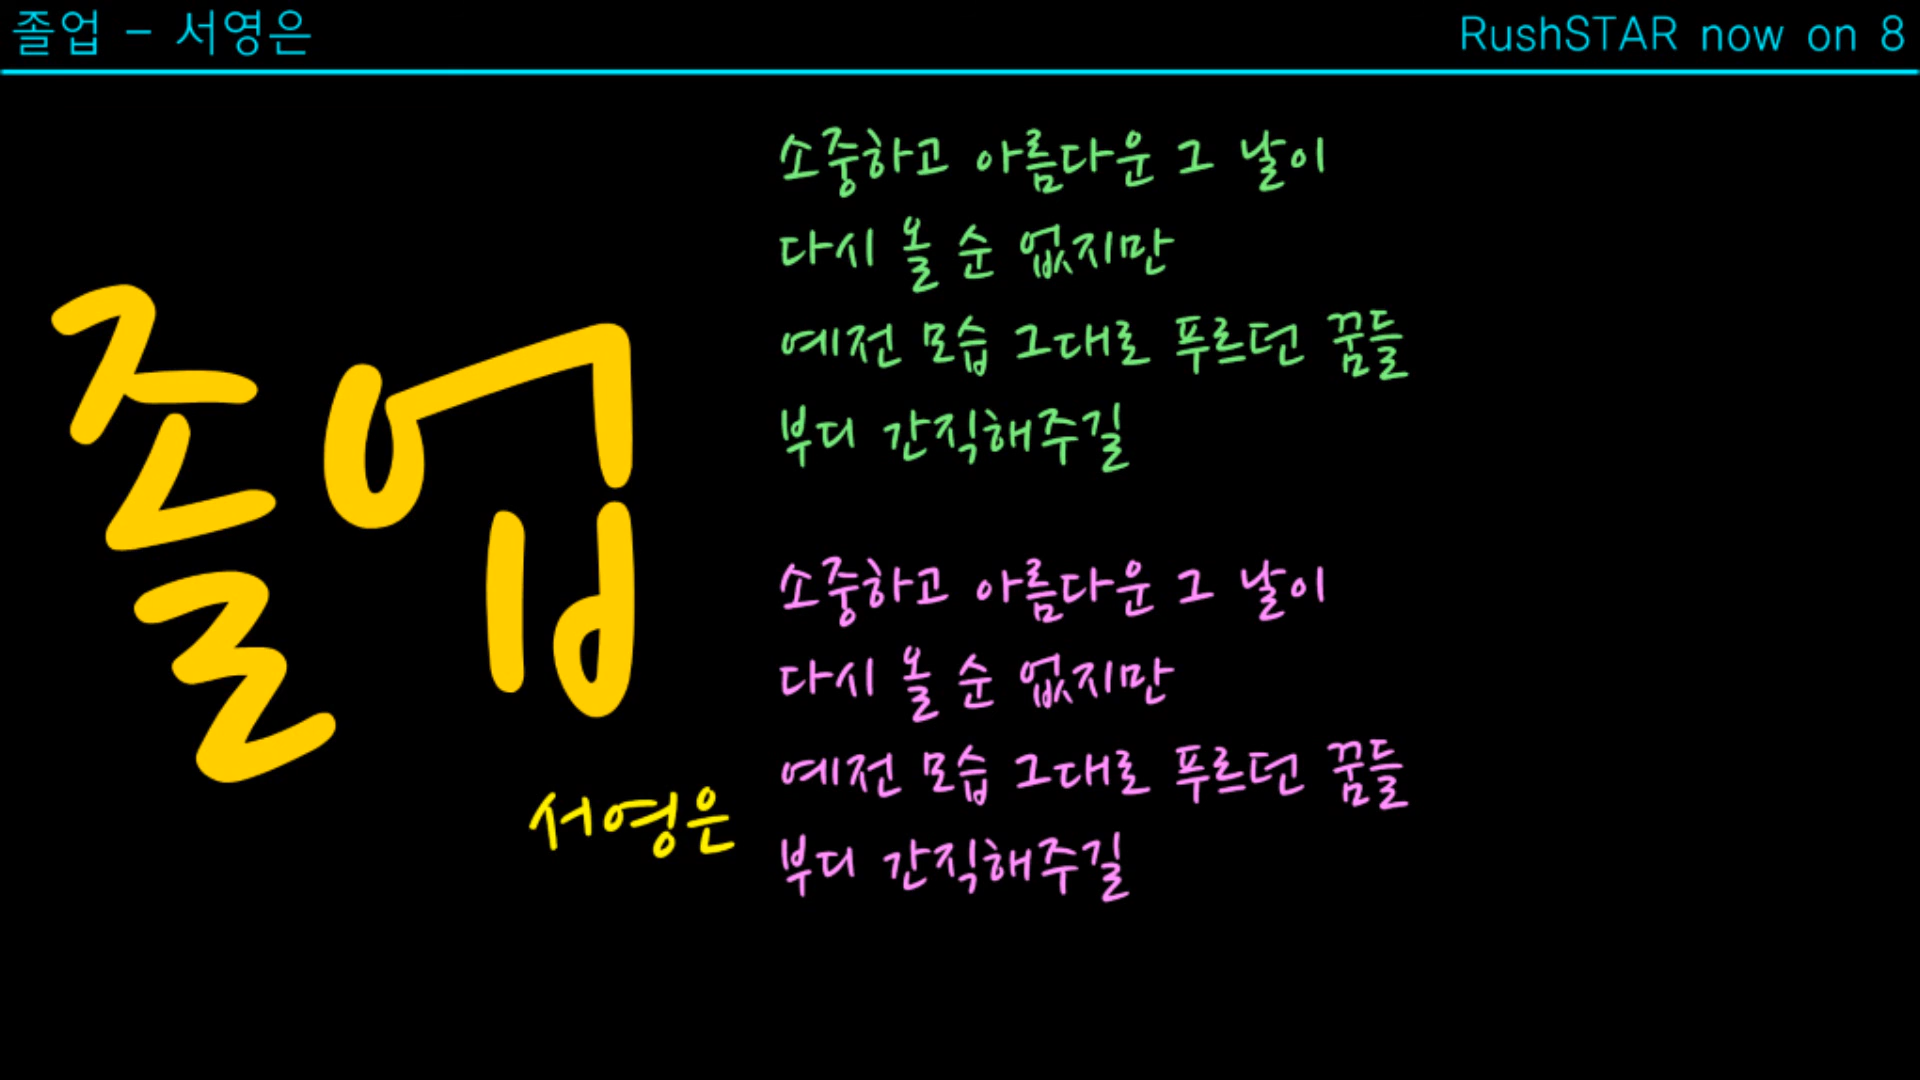 졸업 - 서영은
RushSTAR now on 8
졸업
서영은
소중하고 아름다운 그 날이
다시 올 순 없지만
예전 모습 그대로 푸르던 꿈들
부디 간직해주길
소중하고 아름다운 그 날이
다시 올 순 없지만
예전 모습 그대로 푸르던 꿈들
부디 간직해주길